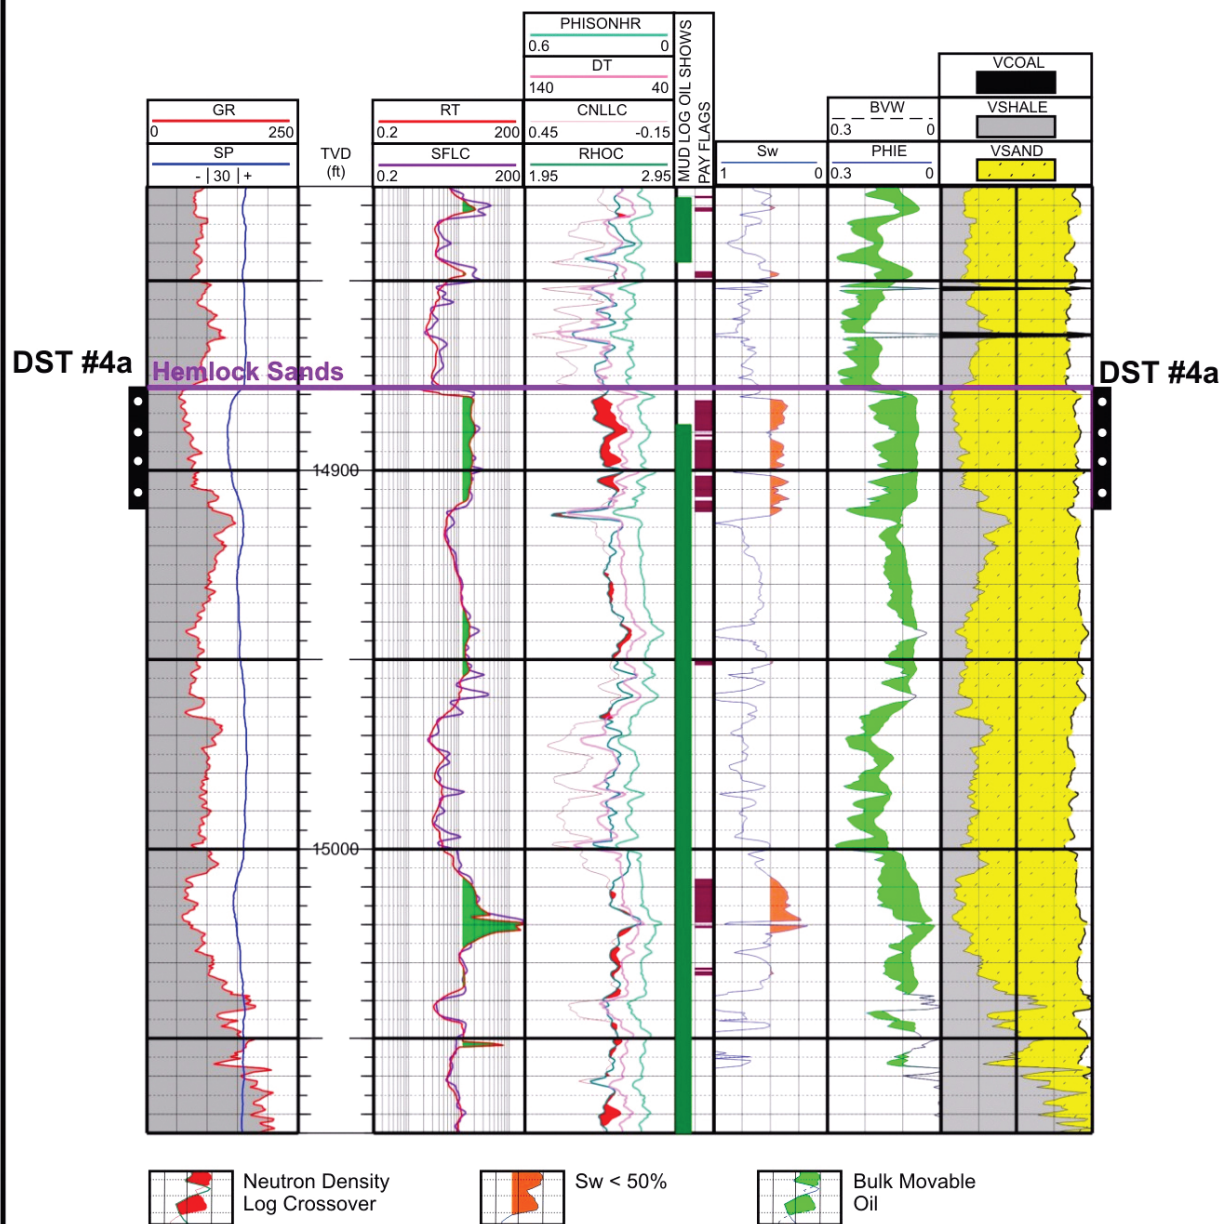 PHISONHR
0.6 0
DT
140 40
CNLLC
0.45 -0.15
RHOC
1.95 2.95
MUD LOG OIL SHOWS
PAY FLAGS
VCOAL
VSHALE
VSAND
GR
0 250
SP
- | 30 | +
TVD
(ft)
RT
0.2 200
SFLC
0.2 200
Sw
1 0
BVW
0.3 0
PHIE
0.3 0
DST #4a
Hemlock Sands
DST #4a
14900
15000
Neutron Density
Log Crossover
Sw < 50%
Bulk Movable
Oil